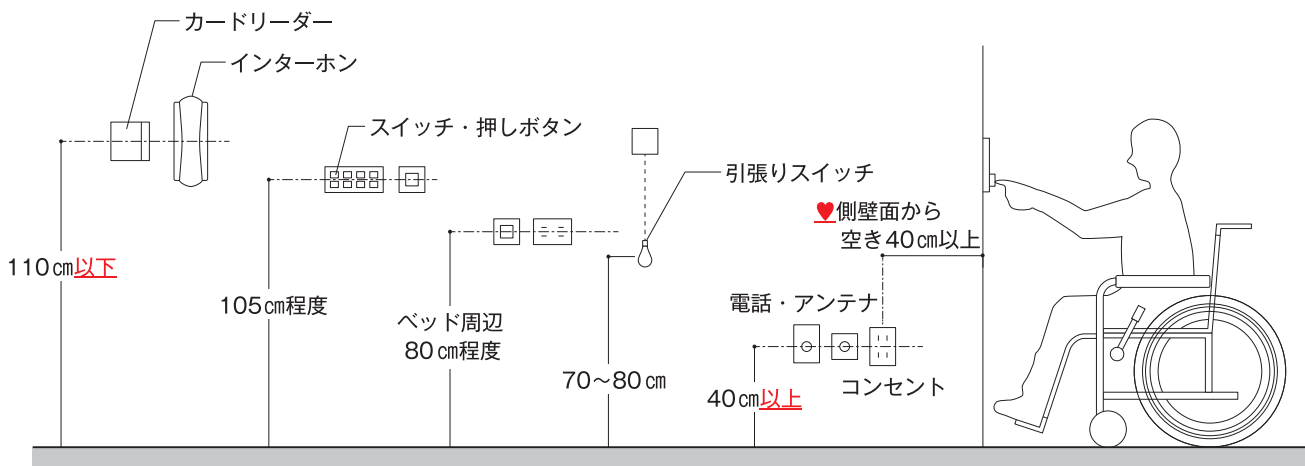 カードリーダー
インターホン
スイッチ・押しボタン
引張りスイッチ
♥側壁面から
空き40㎝以上
110㎝以下
105㎝程度
ベッド周辺
80㎝程度
70〜80㎝
電話・アンテナ
40㎝以上
コンセント